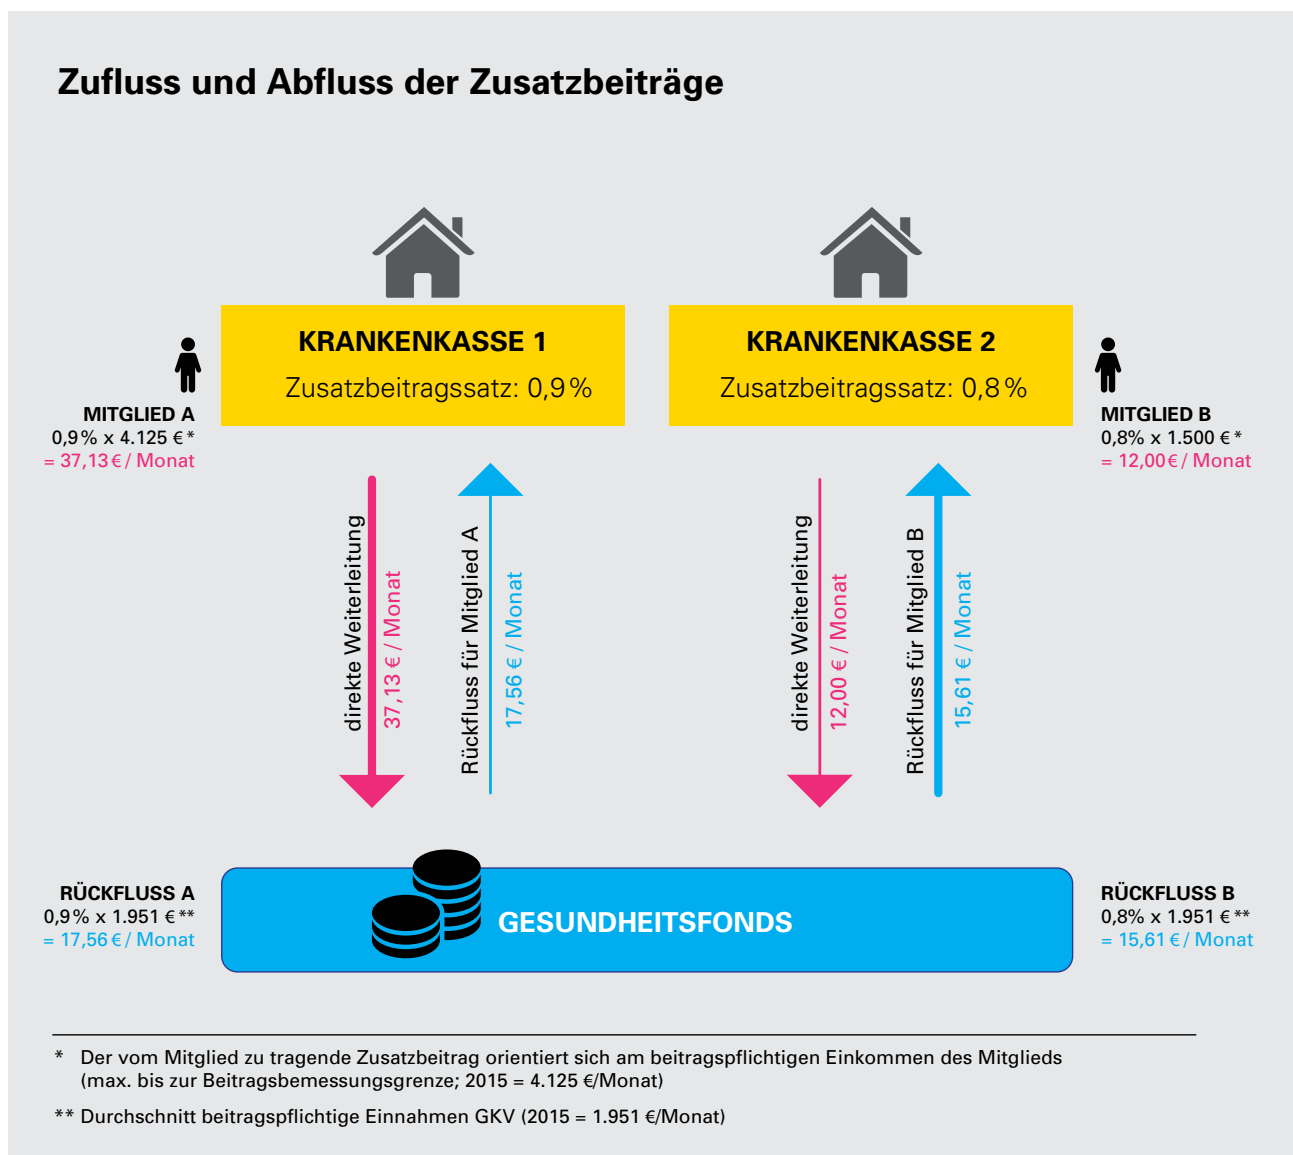 Zufluss und Abfluss der Zusatzbeiträge
KRANKENKASSE 1
Zusatzbeitragssatz: 0,9 %
KRANKENKASSE 2
Zusatzbeitragssatz: 0,8 %
MITGLIED A
0,9% x 4.125 € *
= 37,13 € / Monat
MITGLIED B
0,8% x 1.500 € *
= 12,00 € / Monat
direkte Weiterleitung
37,13 € / Monat
Rückfluss für Mitglied A
17,56 € / Monat
direkte Weiterleitung
12,00 € / Monat
Rückfluss für Mitglied B
15,61 € / Monat
RÜCKFLUSS A
0,9% x 1.951 € **
= 17,56 € / Monat
GESUNDHEITSFONDS
RÜCKFLUSS B
0,8% x 1.951 € **
= 15,61 € / Monat
* Der vom Mitglied zu tragende Zusatzbeitrag orientiert sich am beitragspflichtigen Einkommen des Mitglieds
(max. bis zur Beitragsbemessungsgrenze; 2015 = 4.125 €/Monat)
** Durchschnitt beitragspflichtige Einnahmen GKV (2015 = 1.951 €/Monat)